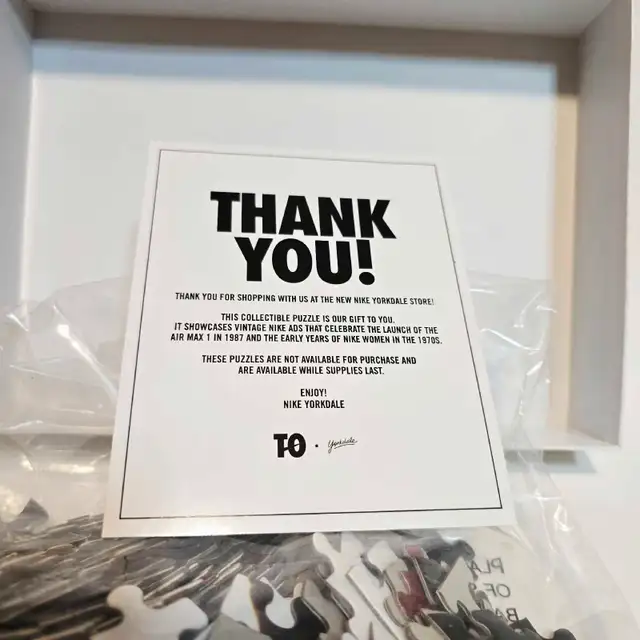 THANK
YOU!
THANK YOU FOR SHOPPING WITH US AT THE NEW NIKE YORKDALE STORE!
THIS COLLECTIBLE PUZZLE IS OUR GIFT TO YOU.
IT SHOWCASES VINTAGE NIKE ADS THAT CELEBRATE THE LAUNCH OF THE
AIR MAX 1 IN 1987 AND THE EARLY YEARS OF NIKE WOMEN IN THE 1970S.
THESE PUZZLES ARE NOT AVAILABLE FOR PURCHASE AND
ARE AVAILABLE WHILE SUPPLIES LAST.
ENJOY!
NIKE YORKDALE
TO · Yorkdale
PLA
OF
BA